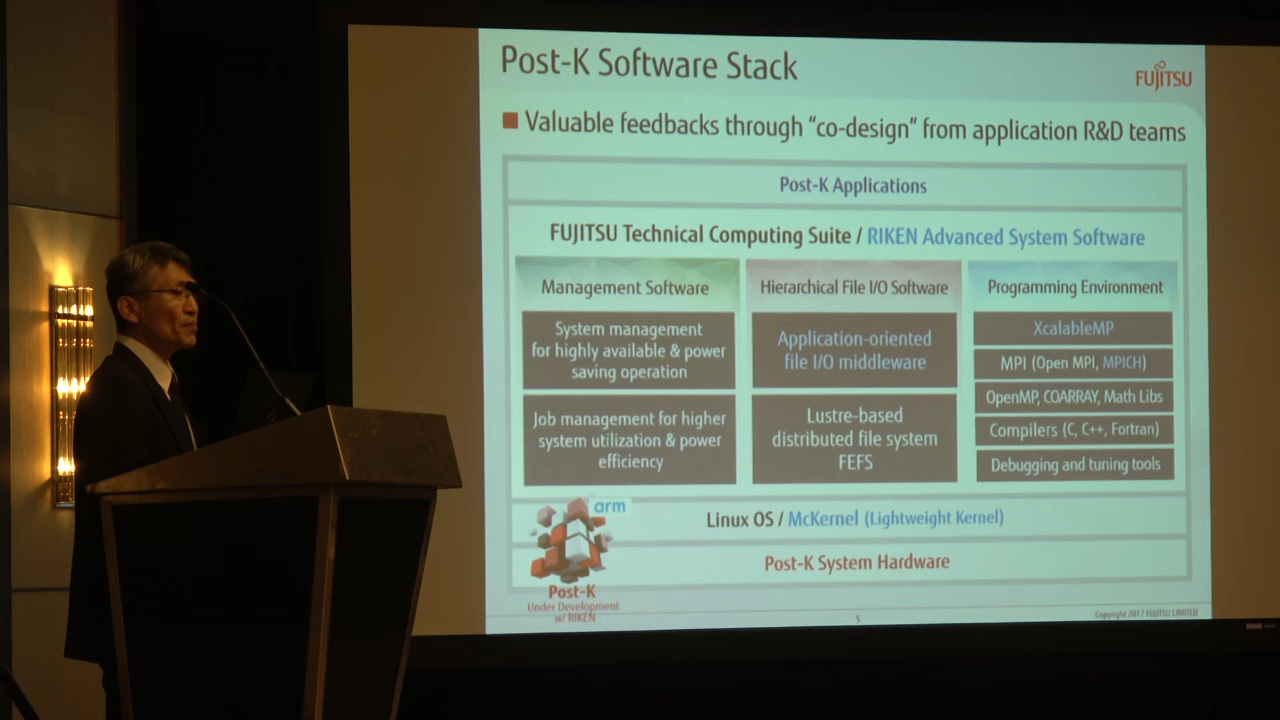 Post-K Software Stack
FUJITSU
Valuable feedbacks through “co-design” from application R&D teams
Post-K Applications
FUJITSU Technical Computing Suite / RIKEN Advanced System Software
Management Software
System management
for highly available & power
saving operation
Job management for higher
system utilization & power
efficiency
Hierarchical File I/O Software
Application-oriented
file I/O middleware
Lustre-based
distributed file system
FEFS
Programming Environment
XcalableMP
MPI (Open MPI, MPICH)
OpenMP, COARRAY, Math Libs
Compilers (C, C++, Fortran)
Debugging and tuning tools
arm
Linux OS / McKernel (Lightweight Kernel)
Post-K System Hardware
Post-K
Under Development
w/ RIKEN
5
Copyright 2017 FUJITSU LIMITED